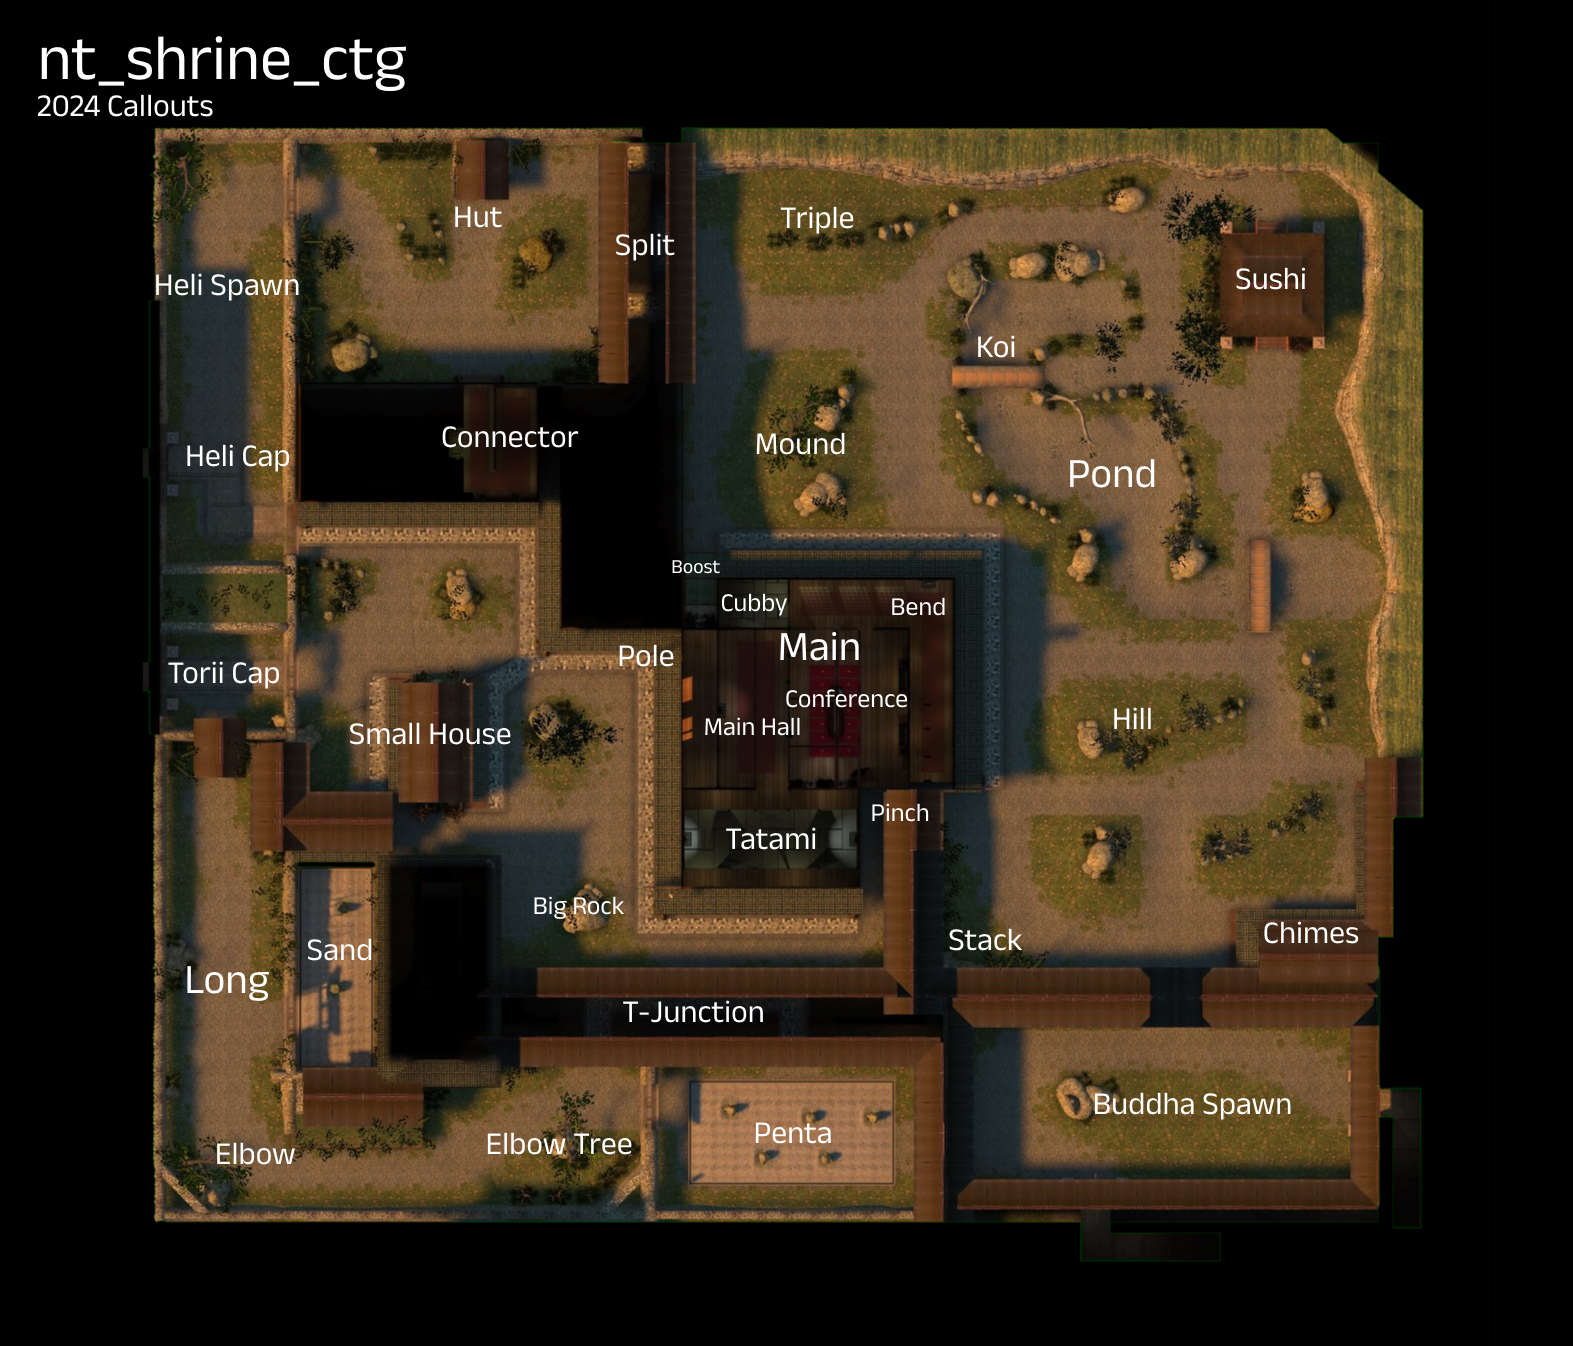 nt_shrine_ctg
2024 Callouts
Hut
Triple
Split
Sushi
Heli Spawn
Koi
Connector
Mound
Heli Cap
Pond
Boost
Cubby
Bend
Main
Pole
Torii Cap
Conference
Hill
Main Hall
Small House
Pinch
Tatami
Big Rock
Chimes
Stack
Sand
Long
T-Junction
Buddha Spawn
Penta
Elbow Tree
Elbow